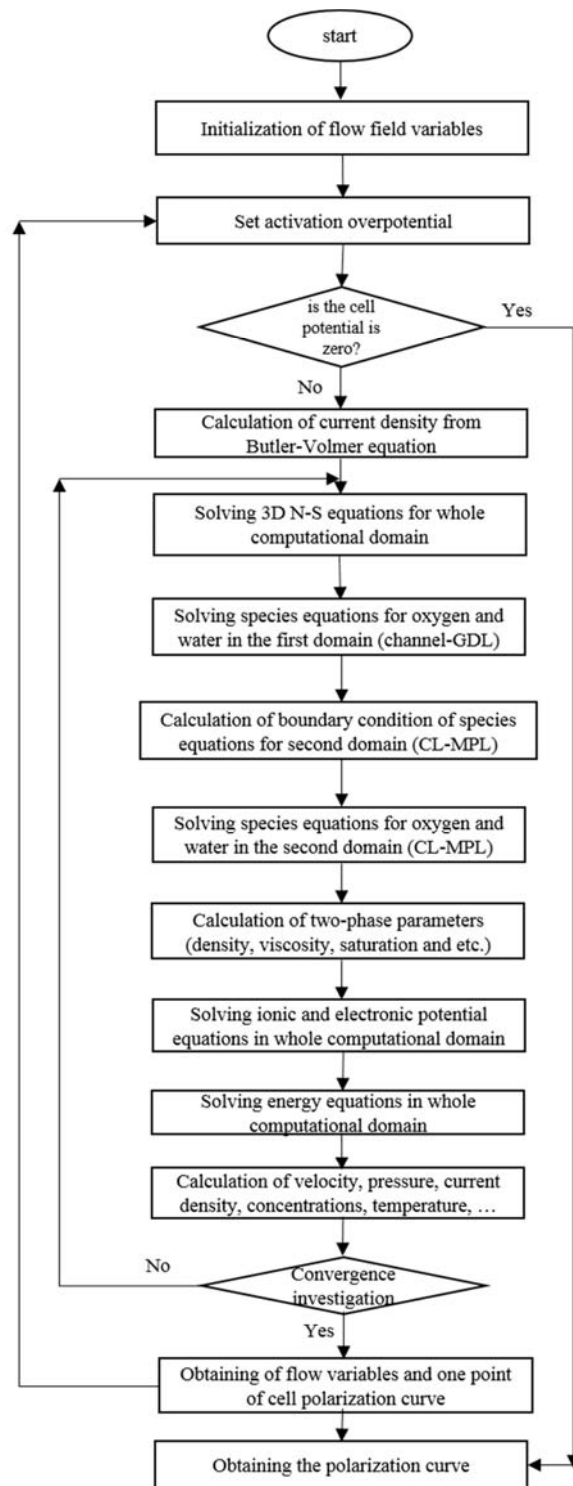 start
Initialization of flow field variables
Set activation overpotential
is the cell
potential is
zero?
Yes
No
Calculation of current density from
Butler-Volmer equation
Solving 3D N-S equations for whole
computational domain
Solving species equations for oxygen and
water in the first domain (channel-GDL)
Calculation of boundary condition of species
equations for second domain (CL-MPL)
Solving species equations for oxygen and
water in the second domain (CL-MPL)
Calculation of two-phase parameters
(density, viscosity, saturation and etc.)
Solving ionic and electronic potential
equations in whole computational domain
Solving energy equations in whole
computational domain
Calculation of velocity, pressure, current
density, concentrations, temperature, …
No
Convergence
investigation
Yes
Obtaining of flow variables and one point
of cell polarization curve
Obtaining the polarization curve